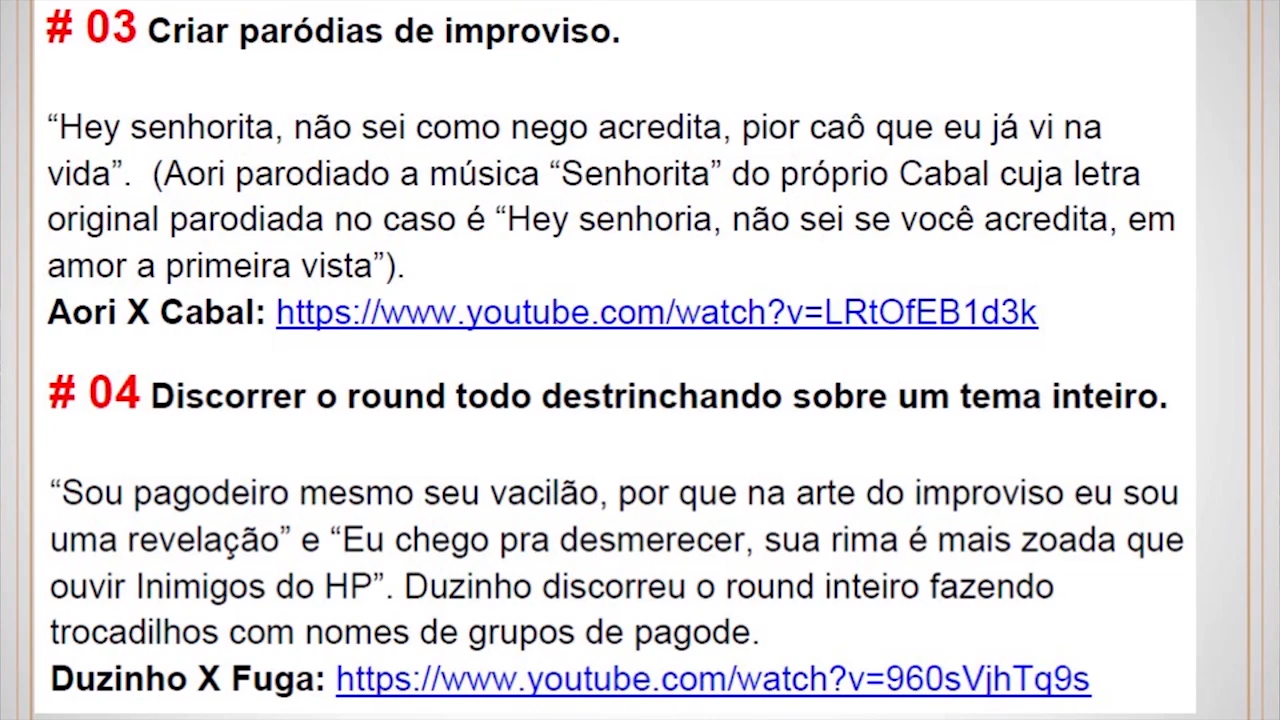 # 03 Criar paródias de improviso.
“Hey senhorita, não sei como nego acredita, pior caô que eu já vi na
vida”.  (Aori parodiado a música “Senhorita” do próprio Cabal cuja letra
original parodiada no caso é “Hey senhoria, não sei se você acredita, em
amor a primeira vista”).
Aori X Cabal: https://www.youtube.com/watch?v=LRtOfEB1d3k
# 04 Discorrer o round todo destrinchando sobre um tema inteiro.
“Sou pagodeiro mesmo seu vacilão, por que na arte do improviso eu sou
uma revelação” e “Eu chego pra desmerecer, sua rima é mais zoada que
ouvir Inimigos do HP”. Duzinho discorreu o round inteiro fazendo
trocadilhos com nomes de grupos de pagode.
Duzinho X Fuga: https://www.youtube.com/watch?v=960sVjhTq9s